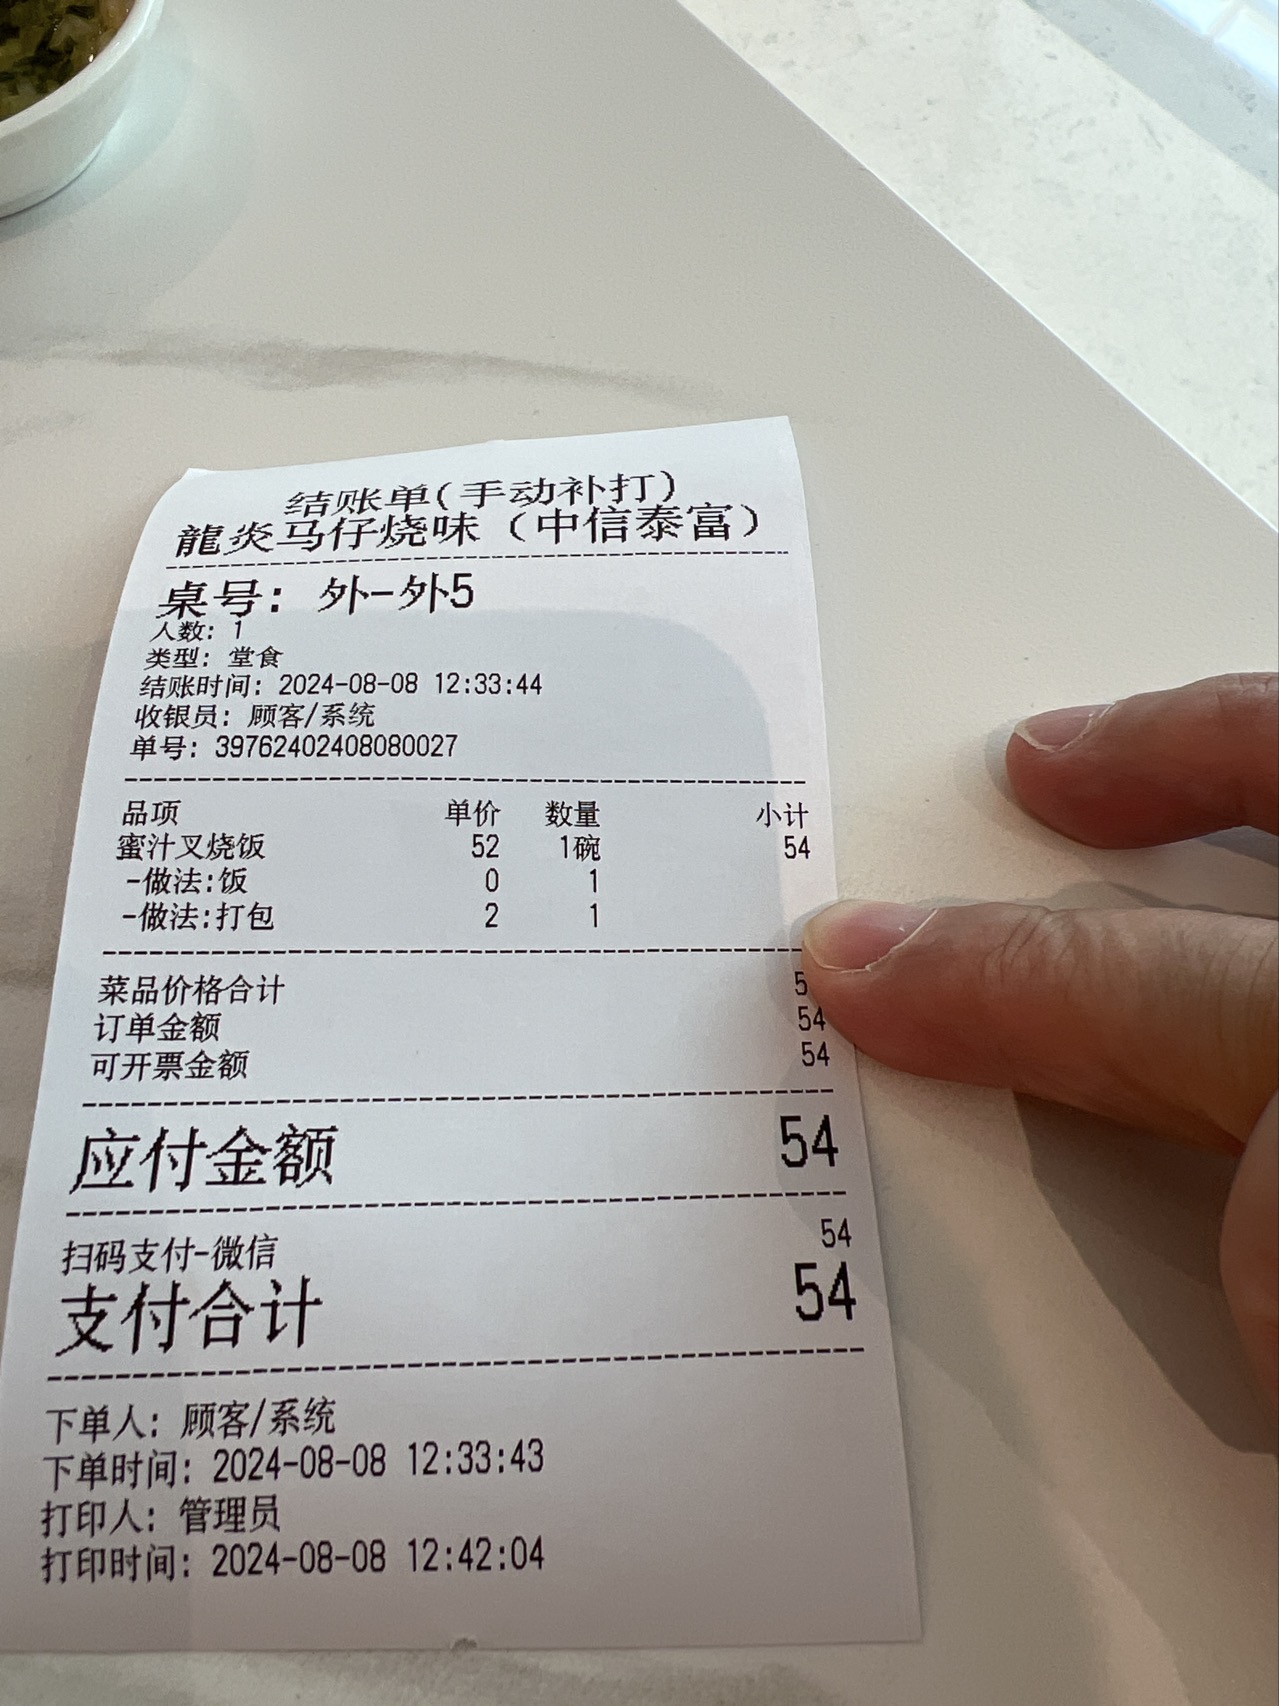 结账单(手动补打)
龍炎马仔烧味（中信泰富）
桌号: 外-外5
人数: 1
类型: 堂食
结账时间: 2024-08-08 12:33:44
收银员: 顾客/系统
单号: 39762402408080027
品项 单价 数量 小计
蜜汁叉烧饭 52 1碗 54
-做法:饭 0 1
-做法:打包 2 1
菜品价格合计 5
订单金额 54
可开票金额 54
应付金额 54
扫码支付-微信 54
支付合计 54
下单人: 顾客/系统
下单时间: 2024-08-08 12:33:43
打印人: 管理员
打印时间: 2024-08-08 12:42:04